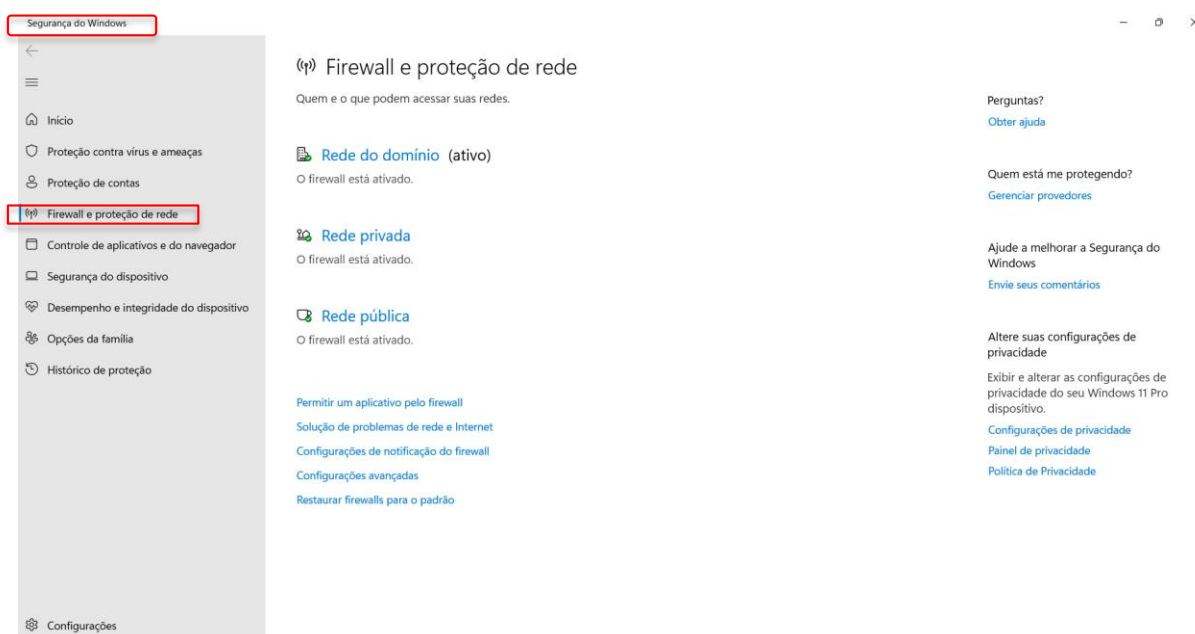 Segurança do Windows
Início
Proteção contra vírus e ameaças
Proteção de contas
Firewall e proteção de rede
Controle de aplicativos e do navegador
Segurança do dispositivo
Desempenho e integridade do dispositivo
Opções da família
Histórico de proteção
Configurações
Firewall e proteção de rede
Quem e o que podem acessar suas redes.
Rede do domínio (ativo)
O firewall está ativado.
Rede privada
O firewall está ativado.
Rede pública
O firewall está ativado.
Permitir um aplicativo pelo firewall
Solução de problemas de rede e Internet
Configurações de notificação do firewall
Configurações avançadas
Restaurar firewalls para o padrão
Perguntas?
Obter ajuda
Quem está me protegendo?
Gerenciar provedores
Ajude a melhorar a Segurança do
Windows
Envie seus comentários
Altere suas configurações de
privacidade
Exibir e alterar as configurações de
privacidade do seu Windows 11 Pro
dispositivo.
Configurações de privacidade
Painel de privacidade
Política de Privacidade